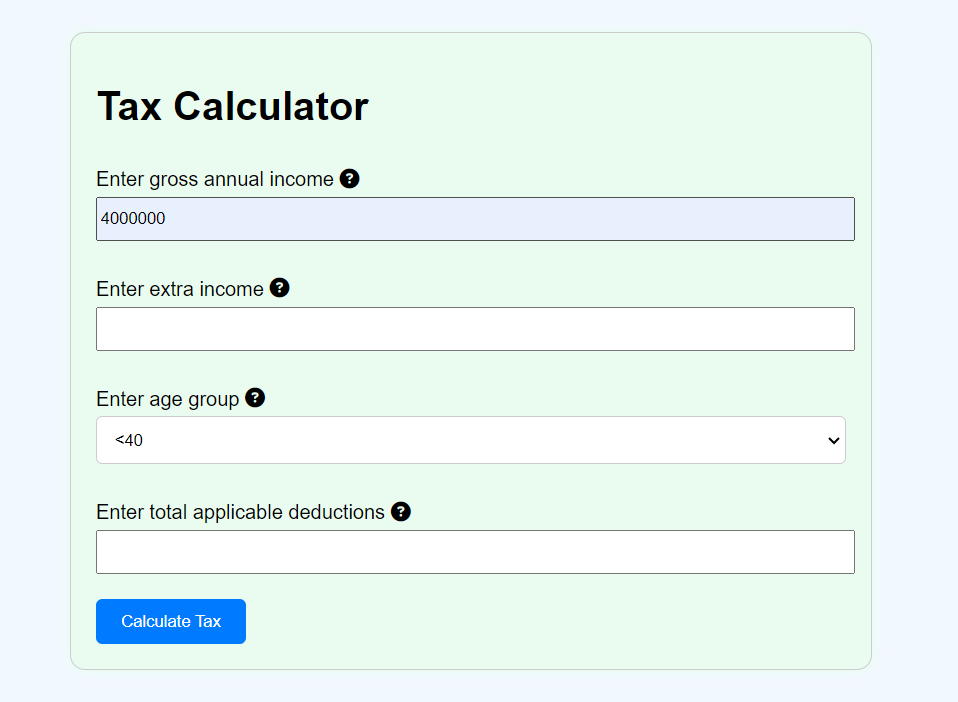 Tax Calculator
Enter gross annual income ?
4000000
Enter extra income ?
Enter age group ?
<40
Enter total applicable deductions ?
Calculate Tax